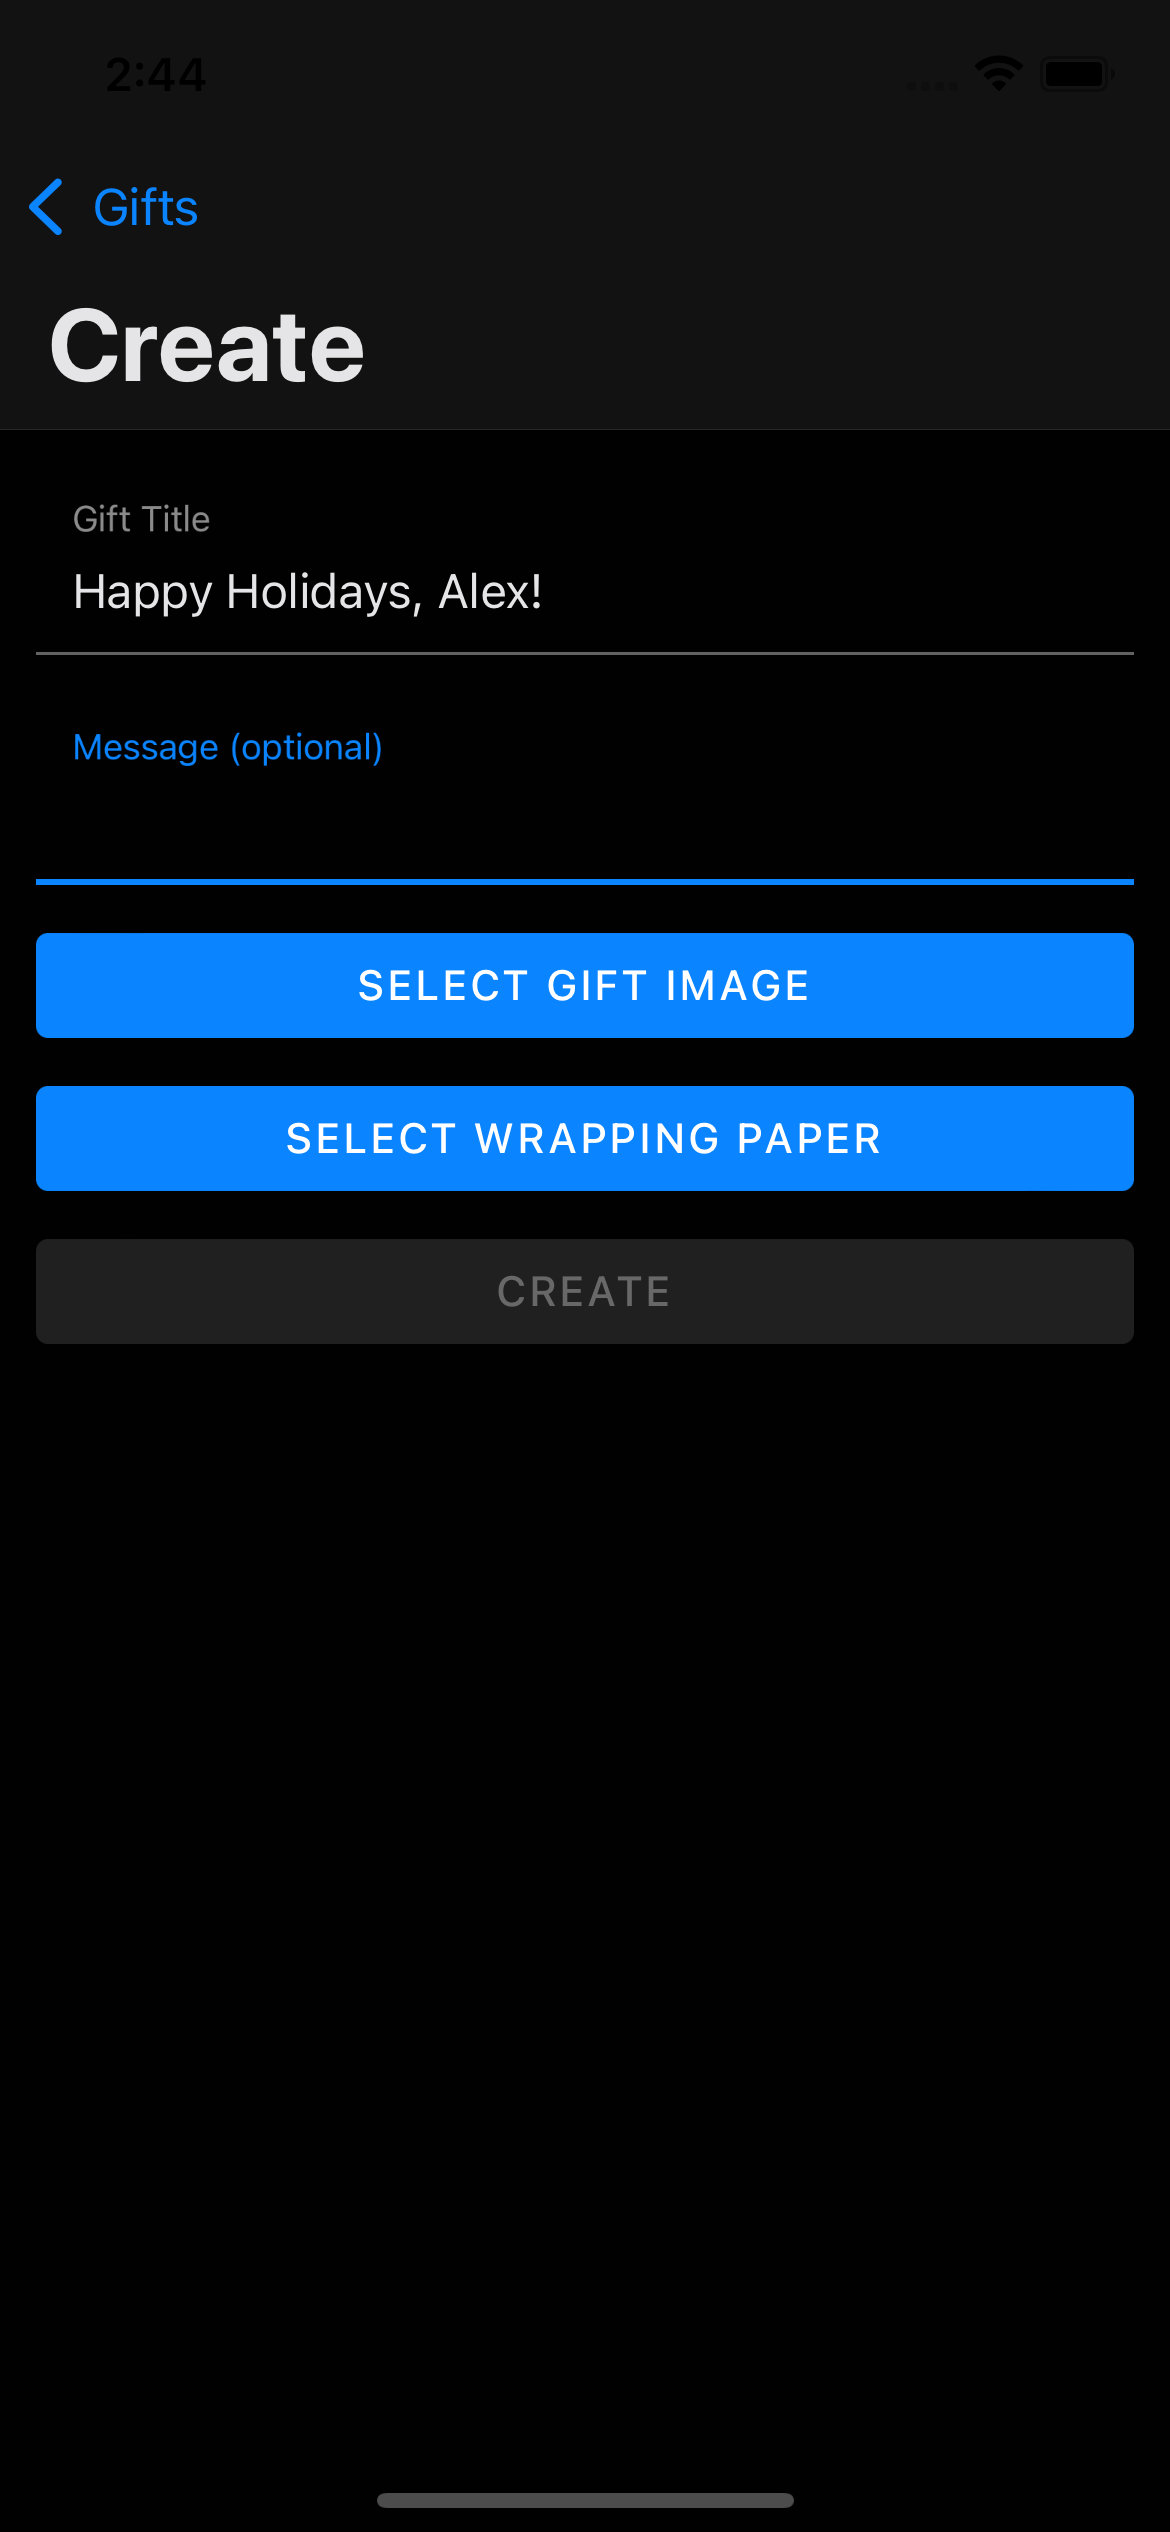 2:44
Gifts
Create
Gift Title
Happy Holidays, Alex!
Message (optional)
SELECT GIFT IMAGE
SELECT WRAPPING PAPER
CREATE